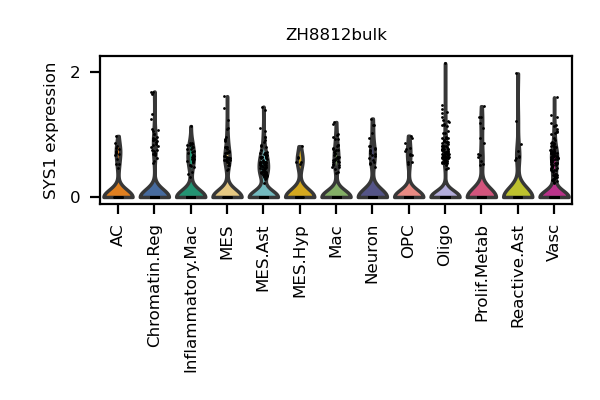 ZH8812bulk
SYS1 expression
2
0
AC
Chromatin.Reg
Inflammatory.Mac
MES
MES.Ast
MES.Hyp
Mac
Neuron
OPC
Oligo
Prolif.Metab
Reactive.Ast
Vasc